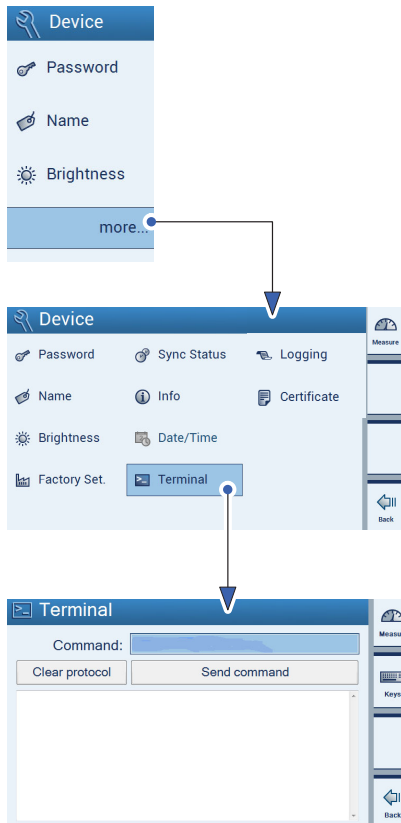 Device
Password
Name
Brightness
more...
Device
Password Sync Status Logging
Measure
Name Info Certificate
Brightness Date/Time
Factory Set. >_ Terminal
Back
>_ Terminal
Command:
Clear protocol Send command
Measu
Keys
Back